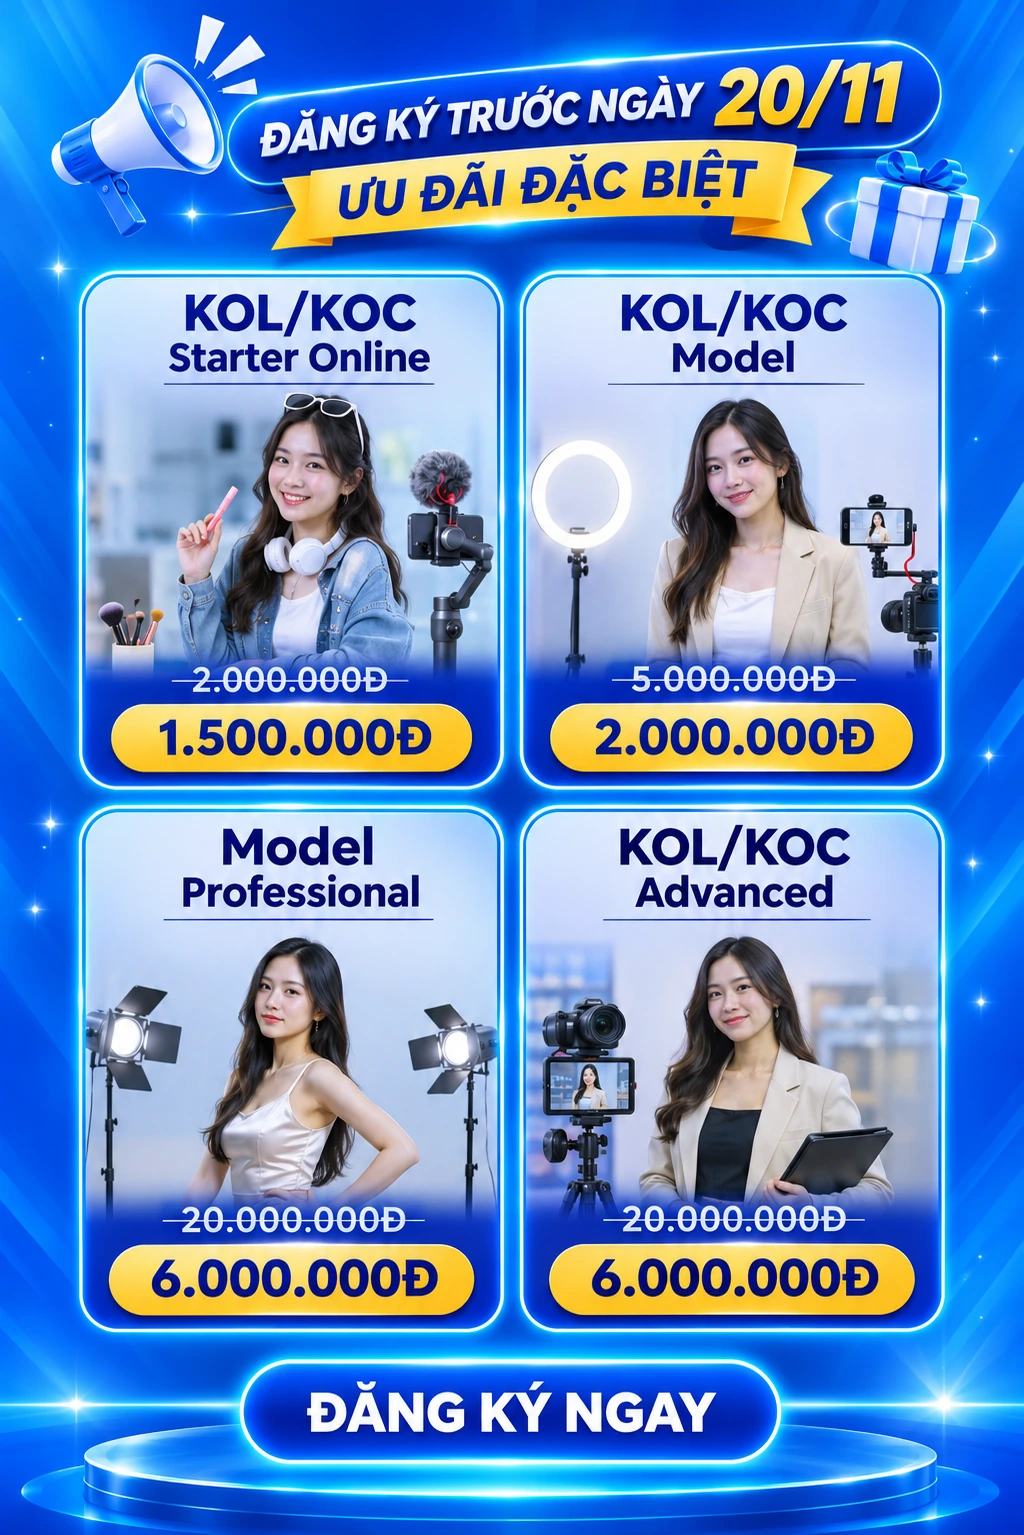 ĐĂNG KÝ TRƯỚC NGÀY 20/11
ƯU ĐÃI ĐẶC BIỆT
KOL/KOC
Starter Online
2.000.000Đ
1.500.000Đ
KOL/KOC
Model
5.000.000Đ
2.000.000Đ
Model
Professional
20.000.000Đ
6.000.000Đ
KOL/KOC
Advanced
20.000.000Đ
6.000.000Đ
ĐĂNG KÝ NGAY